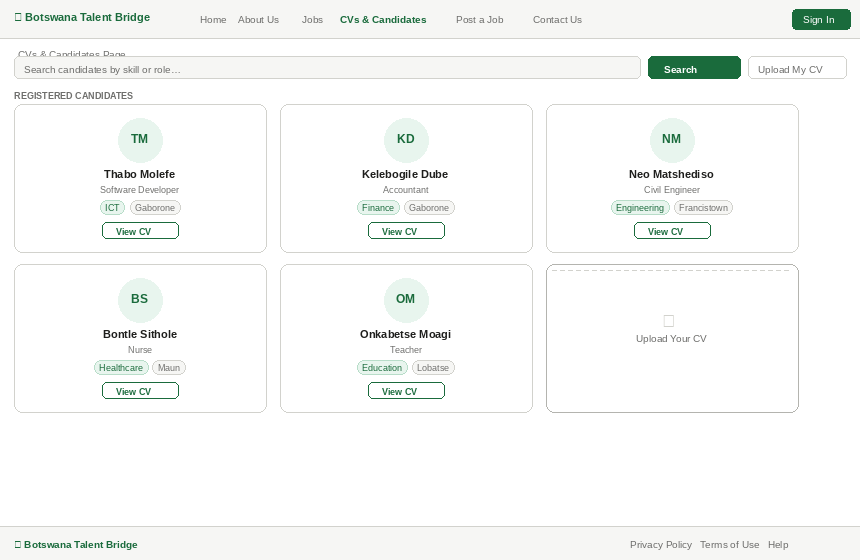 Botswana Talent Bridge
Home About Us Jobs CVs & Candidates Post a Job Contact Us Sign In
CVs & Candidates Page
Search candidates by skill or role... Search Upload My CV
REGISTERED CANDIDATES
TM KD NM
Thabo Molefe Kelebogile Dube Neo Matshediso
Software Developer Accountant Civil Engineer
ICT Gaborone Finance Gaborone Engineering Francistown
View CV View CV View CV
BS OM
Bontle Sithole Onkabetse Moagi
Upload Your CV
Nurse Teacher
Healthcare Maun Education Lobatse
View CV View CV
Botswana Talent Bridge Privacy Policy Terms of Use Help